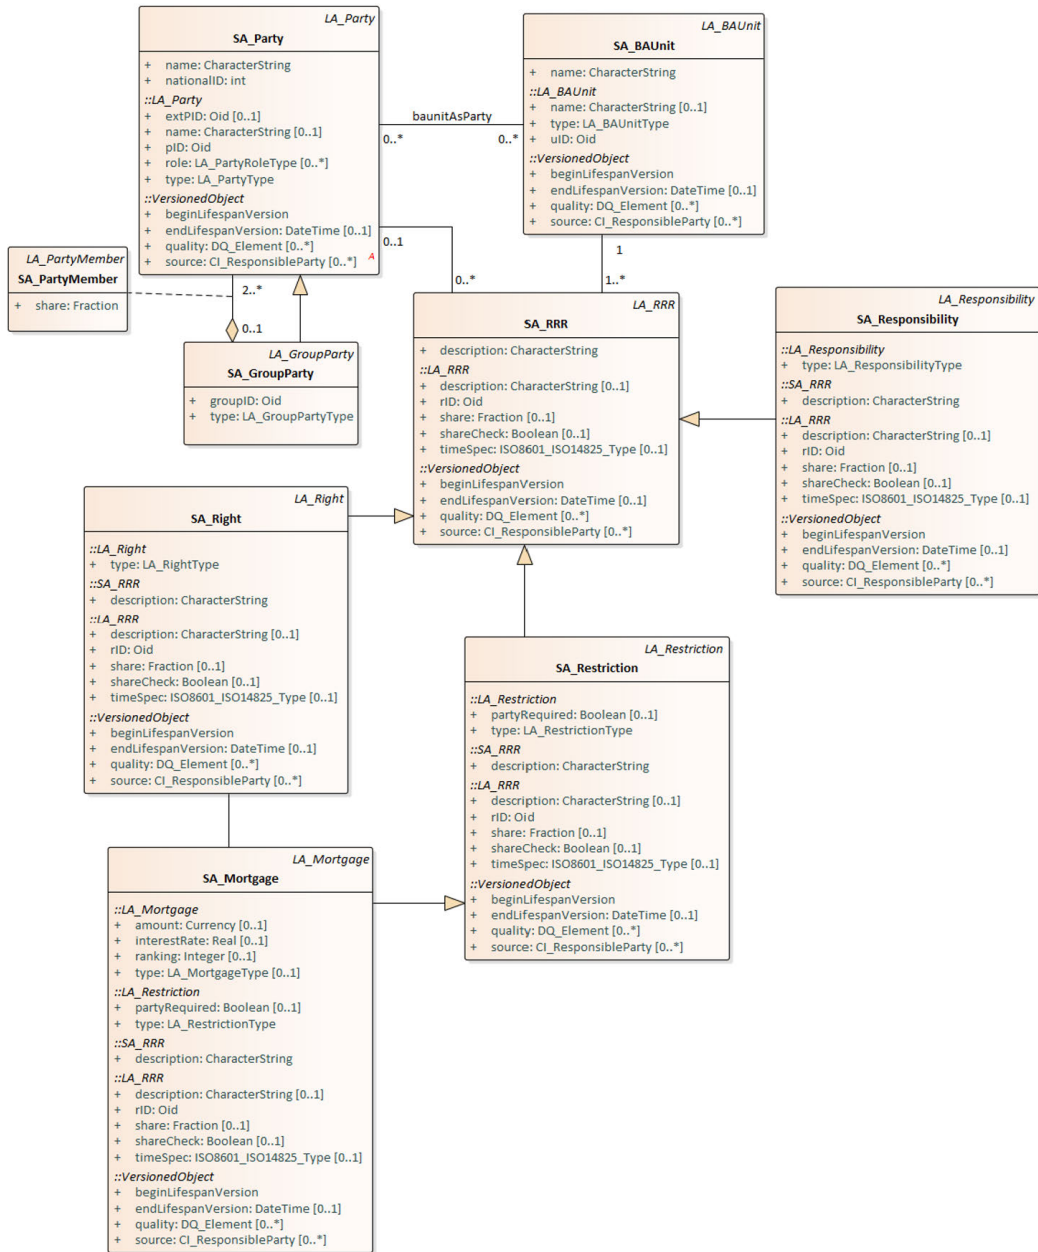 LA_Party
SA_Party
+ name: CharacterString
+ nationalID: int
::LA_Party
+ extPID: Oid [0..1]
+ name: CharacterString [0..1]
+ pID: Oid
+ role: LA_PartyRoleType [0..*]
+ type: LA_PartyType
::VersionedObject
+ beginLifespanVersion
+ endLifespanVersion: DateTime [0..1]
+ quality: DQ_Element [0..*]
+ source: CI_ResponsibleParty [0..*]
A
baunitAsParty
0..*
0..*
LA_BAUnit
SA_BAUnit
+ name: CharacterString
::LA_BAUnit
+ name: CharacterString [0..1]
+ type: LA_BAUnitType
+ uID: Oid
::VersionedObject
+ beginLifespanVersion
+ endLifespanVersion: DateTime [0..1]
+ quality: DQ_Element [0..*]
+ source: CI_ResponsibleParty [0..*]
0..1
0..*
1
1..*
LA_PartyMember
SA_PartyMember
+ share: Fraction
2..*
0..1
LA_GroupParty
SA_GroupParty
+ groupID: Oid
+ type: LA_GroupPartyType
LA_RRR
SA_RRR
+ description: CharacterString
::LA_RRR
+ description: CharacterString [0..1]
+ rID: Oid
+ share: Fraction [0..1]
+ shareCheck: Boolean [0..1]
+ timeSpec: ISO8601_ISO14825_Type [0..1]
::VersionedObject
+ beginLifespanVersion
+ endLifespanVersion: DateTime [0..1]
+ quality: DQ_Element [0..*]
+ source: CI_ResponsibleParty [0..*]
LA_Responsibility
SA_Responsibility
::LA_Responsibility
+ type: LA_ResponsibilityType
::SA_RRR
+ description: CharacterString
::LA_RRR
+ description: CharacterString [0..1]
+ rID: Oid
+ share: Fraction [0..1]
+ shareCheck: Boolean [0..1]
+ timeSpec: ISO8601_ISO14825_Type [0..1]
::VersionedObject
+ beginLifespanVersion
+ endLifespanVersion: DateTime [0..1]
+ quality: DQ_Element [0..*]
+ source: CI_ResponsibleParty [0..*]
LA_Right
SA_Right
::LA_Right
+ type: LA_RightType
::SA_RRR
+ description: CharacterString
::LA_RRR
+ description: CharacterString [0..1]
+ rID: Oid
+ share: Fraction [0..1]
+ shareCheck: Boolean [0..1]
+ timeSpec: ISO8601_ISO14825_Type [0..1]
::VersionedObject
+ beginLifespanVersion
+ endLifespanVersion: DateTime [0..1]
+ quality: DQ_Element [0..*]
+ source: CI_ResponsibleParty [0..*]
LA_Restriction
SA_Restriction
::LA_Restriction
+ partyRequired: Boolean [0..1]
+ type: LA_RestrictionType
::SA_RRR
+ description: CharacterString
::LA_RRR
+ description: CharacterString [0..1]
+ rID: Oid
+ share: Fraction [0..1]
+ shareCheck: Boolean [0..1]
+ timeSpec: ISO8601_ISO14825_Type [0..1]
::VersionedObject
+ beginLifespanVersion
+ endLifespanVersion: DateTime [0..1]
+ quality: DQ_Element [0..*]
+ source: CI_ResponsibleParty [0..*]
LA_Mortgage
SA_Mortgage
::LA_Mortgage
+ amount: Currency [0..1]
+ interestRate: Real [0..1]
+ ranking: Integer [0..1]
+ type: LA_MortgageType [0..1]
::LA_Restriction
+ partyRequired: Boolean [0..1]
+ type: LA_RestrictionType
::SA_RRR
+ description: CharacterString
::LA_RRR
+ description: CharacterString [0..1]
+ rID: Oid
+ share: Fraction [0..1]
+ shareCheck: Boolean [0..1]
+ timeSpec: ISO8601_ISO14825_Type [0..1]
::VersionedObject
+ beginLifespanVersion
+ endLifespanVersion: DateTime [0..1]
+ quality: DQ_Element [0..*]
+ source: CI_ResponsibleParty [0..*]